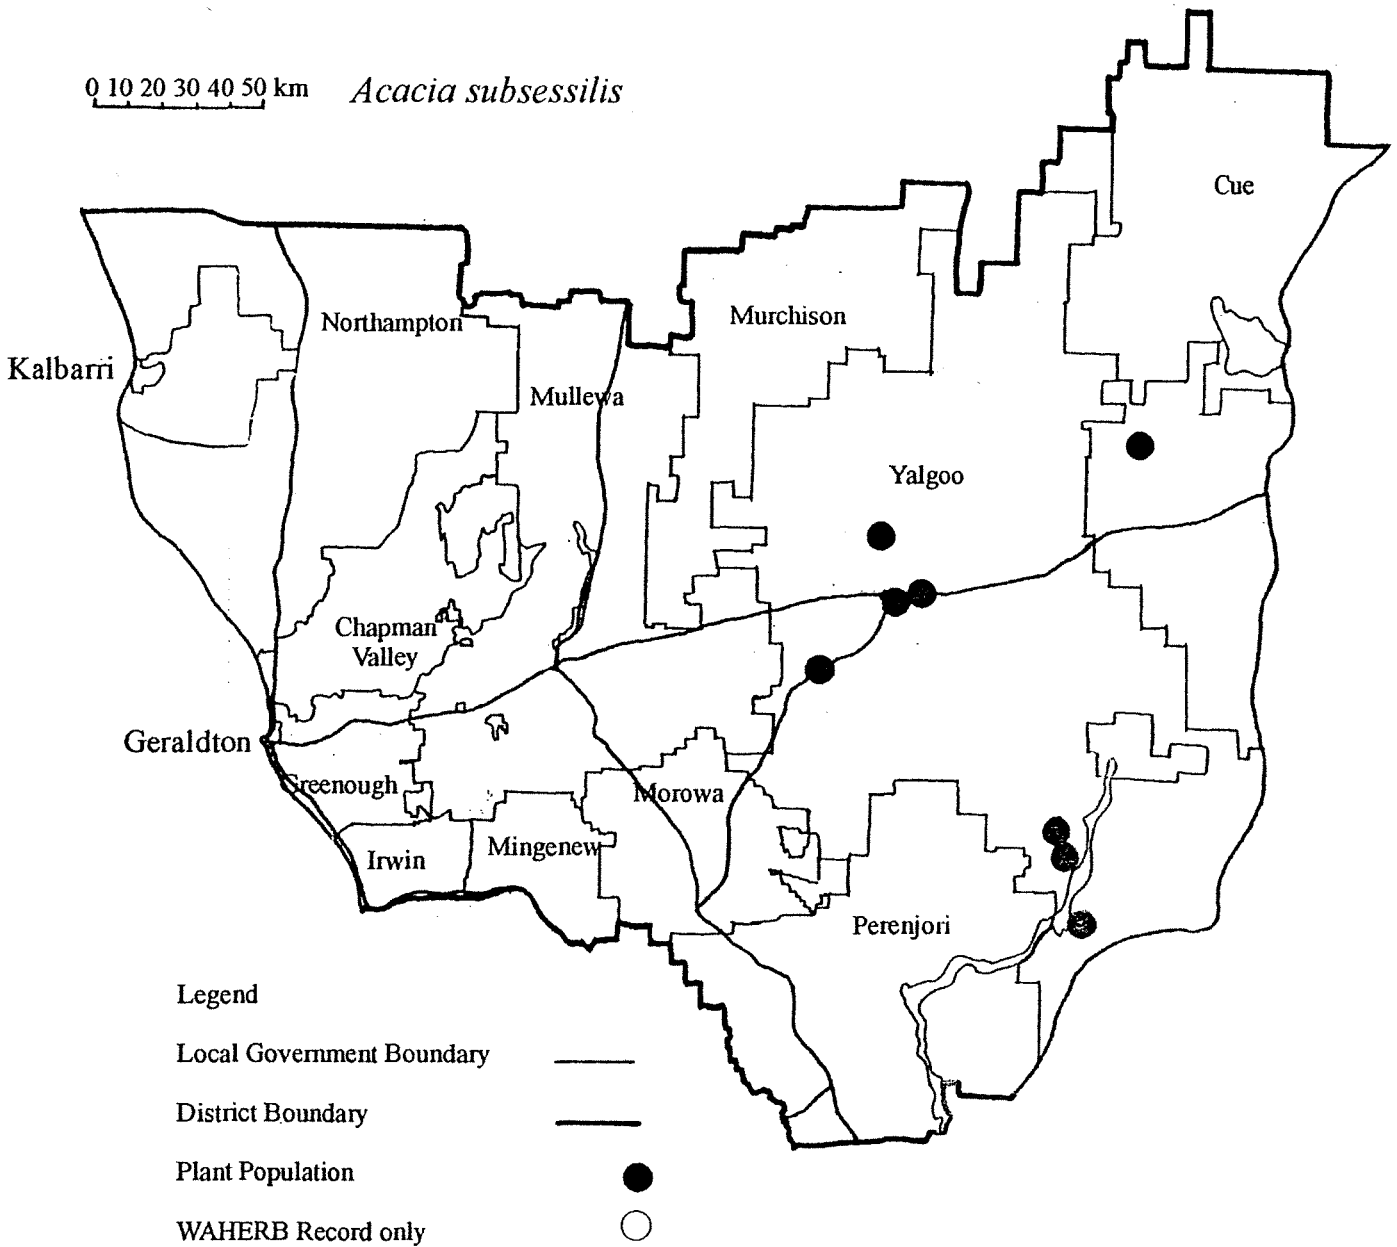 0 10 20 30 40 50 km
Acacia subsessilis
Cue
Northampton
Murchison
Kalbarri
Mullewa
Yalgoo
Chapman
Valley
Geraldton
Greenough
Morowa
Irwin
Mingenew
Perenjori
Legend
Local Government Boundary
District Boundary
Plant Population
WAHERB Record only